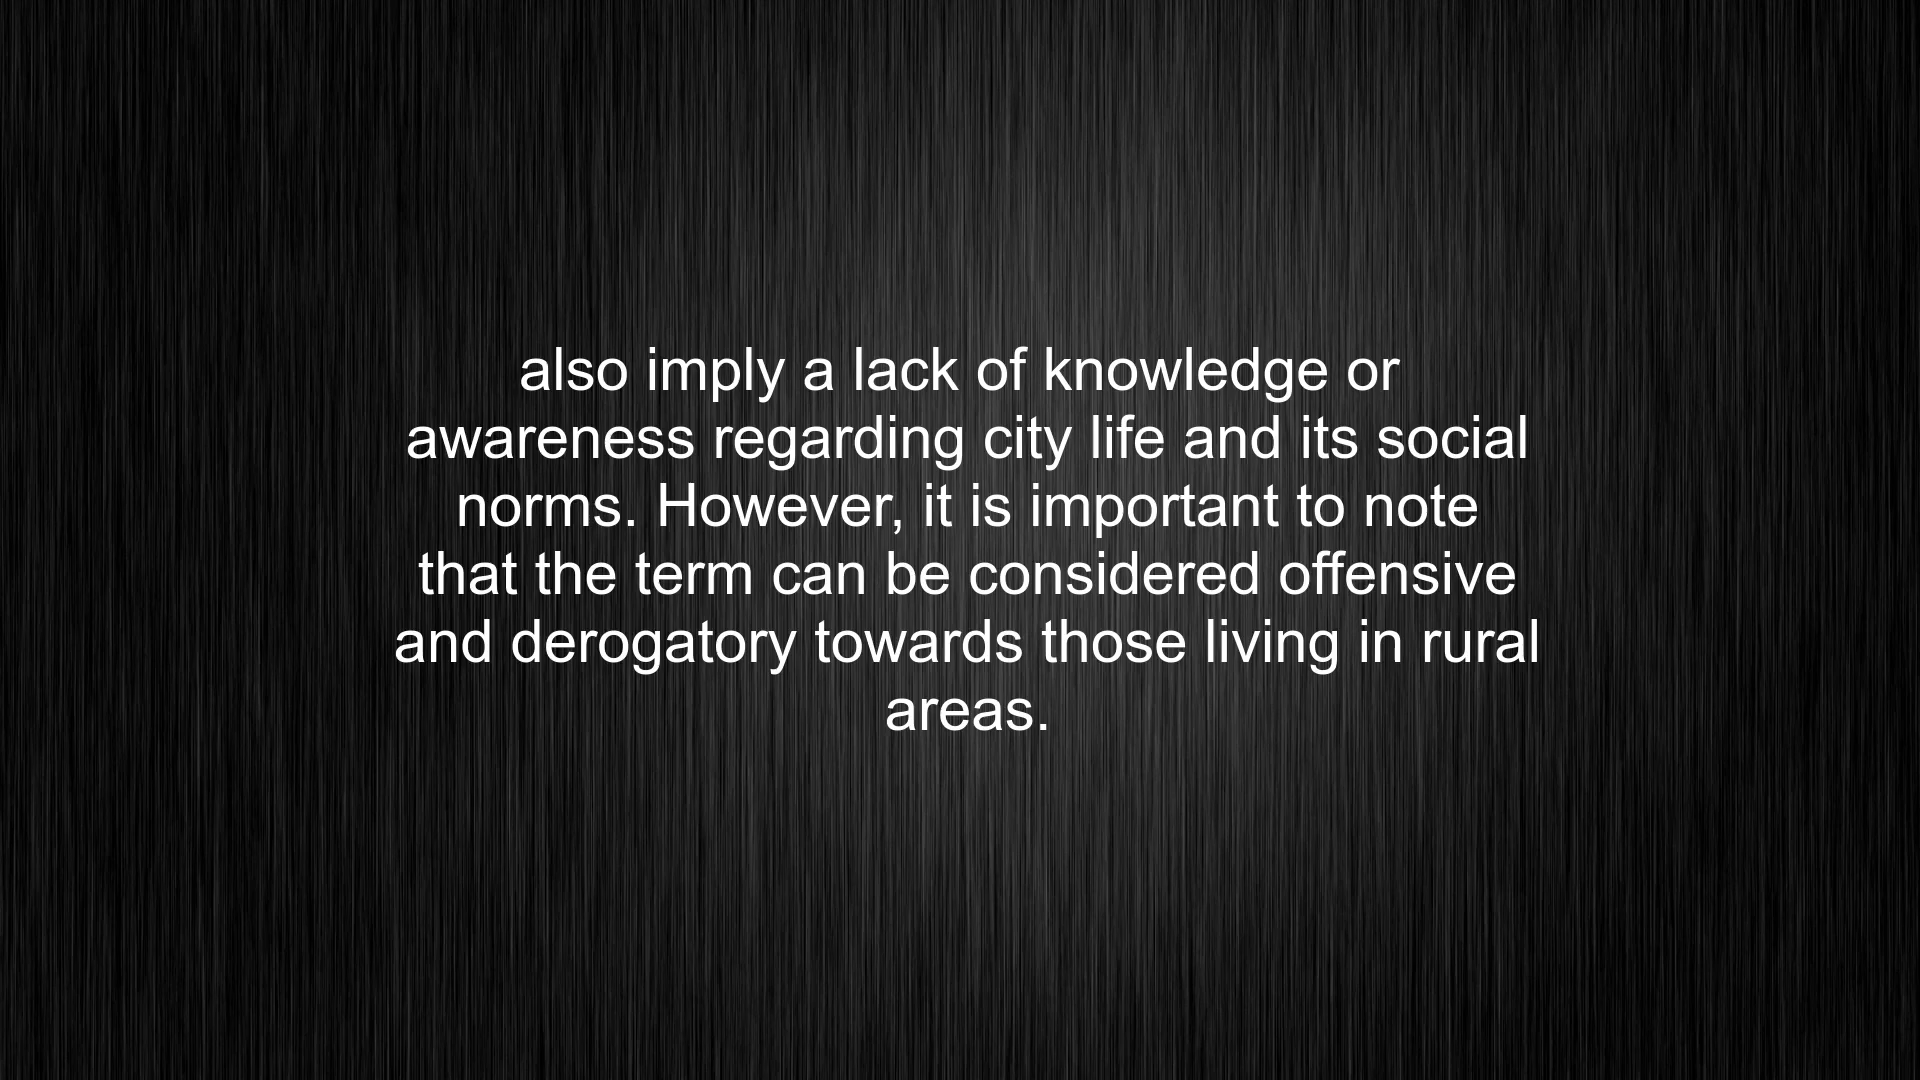 also imply a lack of knowledge or
awareness regarding city life and its social
norms. However, it is important to note
that the term can be considered offensive
and derogatory towards those living in rural
areas.